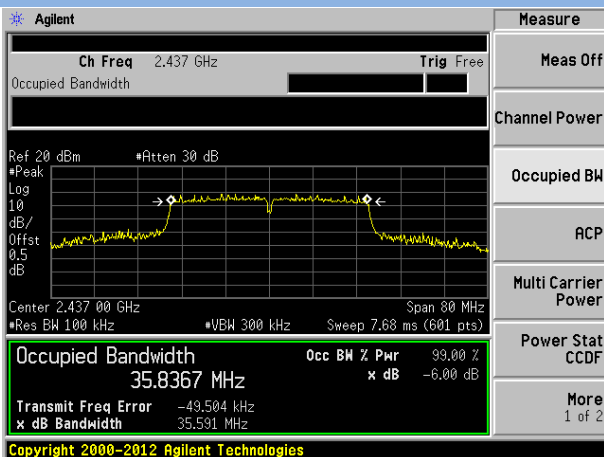 Agilent
Measure
Ch Freq 2.437 GHz Trig Free
Occupied Bandwidth
Meas Off
Channel Power
Occupied BW
ACP
Multi Carrier
Power
Power Stat
CCDF
More
1 of 2
Ref 20 dBm #Atten 30 dB
#Peak
Log
10
dB/
Offst
0.5
dB
Center 2.437 00 GHz Span 80 MHz
#Res BW 100 kHz #VBW 300 kHz Sweep 7.68 ms (601 pts)
Occupied Bandwidth Occ BW % Pwr 99.00 %
35.8367 MHz x dB -6.00 dB
Transmit Freq Error -49.504 kHz
x dB Bandwidth 35.591 MHz
Copyright 2000-2012 Agilent Technologies